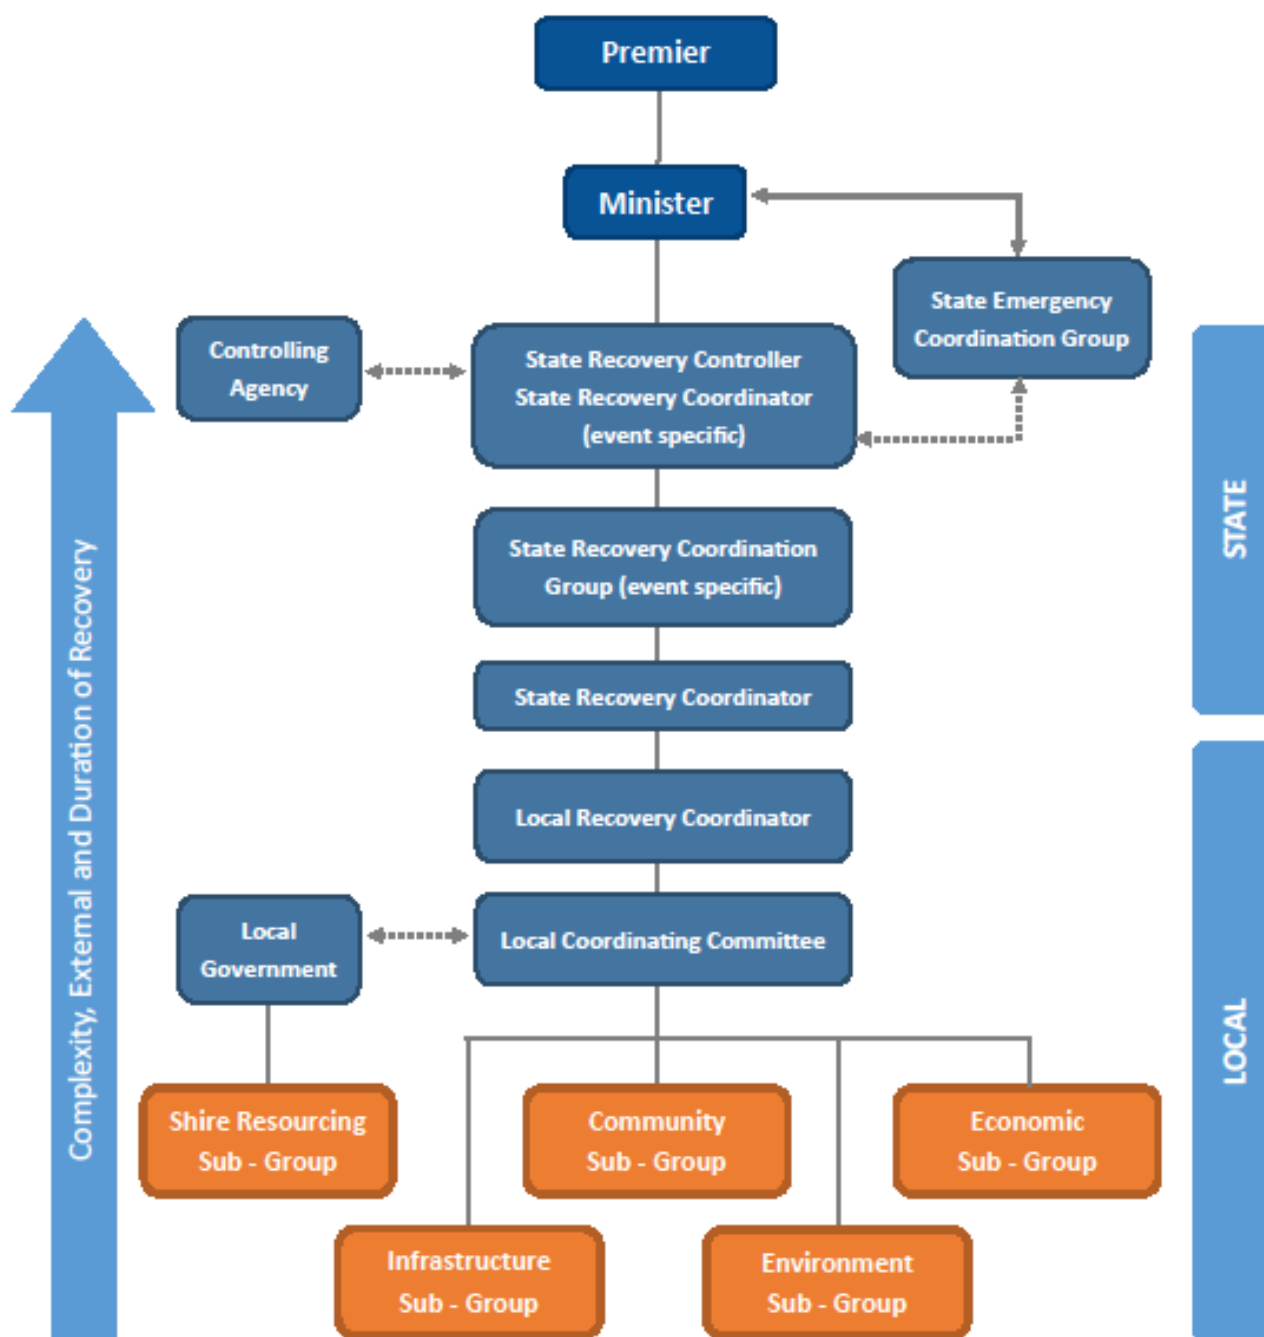 Premier
Minister
State Emergency
Coordination Group
Controlling
Agency
State Recovery Controller
State Recovery Coordinator
(event specific)
State Recovery Coordination
Group (event specific)
State Recovery Coordinator
Local Recovery Coordinator
Local
Government
Local Coordinating Committee
Shire Resourcing
Sub - Group
Community
Sub - Group
Economic
Sub - Group
Infrastructure
Sub - Group
Environment
Sub - Group
Complexity, External and Duration of Recovery
STATE
LOCAL